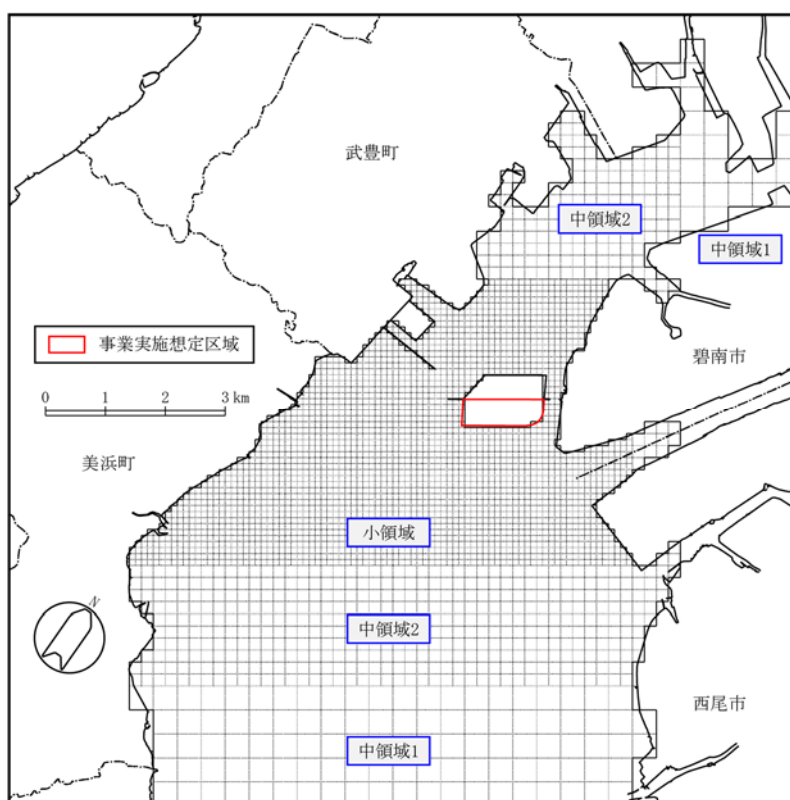 武豊町
中領域2
中領域1
事業実施想定区域
碧南市
0 1 2 3 km
美浜町
小領域
N
中領域2
西尾市
中領域1